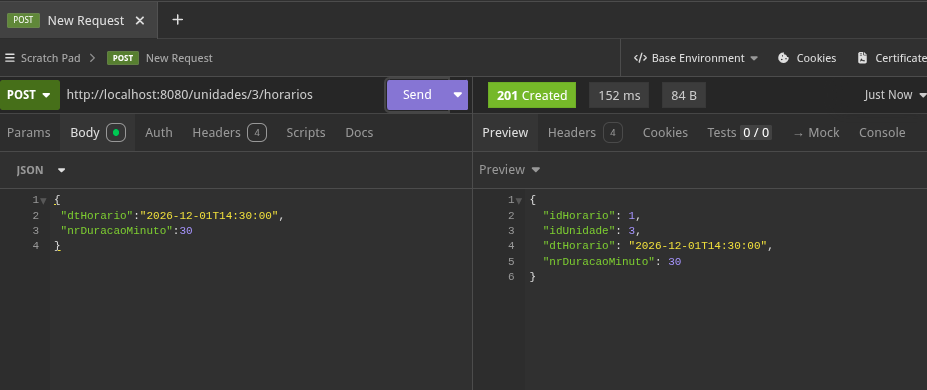 POST New Request
Scratch Pad POST New Request Base Environment Cookies Certificate
POST http://localhost:8080/unidades/3/horarios Send 201 Created 152 ms 84 B Just Now
Params Body Auth Headers 4 Scripts Docs Preview Headers 4 Cookies Tests 0 / 0 → Mock Console
JSON Preview
1 {
2 "dtHorario":"2026-12-01T14:30:00",
3 "nrDuracaoMinuto":30
4 }
1 {
2 "idHorario": 1,
3 "idUnidade": 3,
4 "dtHorario": "2026-12-01T14:30:00",
5 "nrDuracaoMinuto": 30
6 }